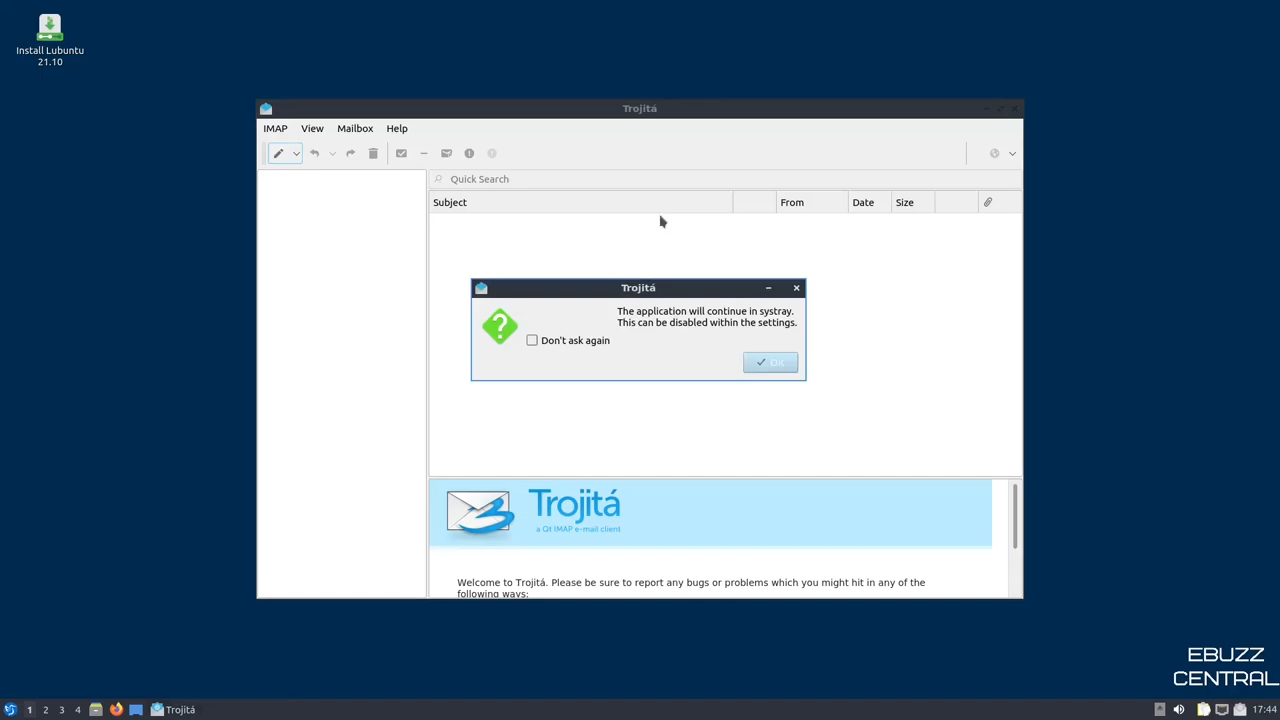 Install Lubuntu
21.10
Trojitá
IMAP View Mailbox Help
Quick Search
Subject From Date Size
Trojitá
The application will continue in systray.
This can be disabled within the settings.
Don't ask again
Ok
Trojitá
a Qt IMAP e-mail client
Welcome to Trojitá. Please be sure to report any bugs or problems which you might hit in any of the
following ways:
EBUZZ
CENTRAL
1 2 3 4 Trojitá 17:44